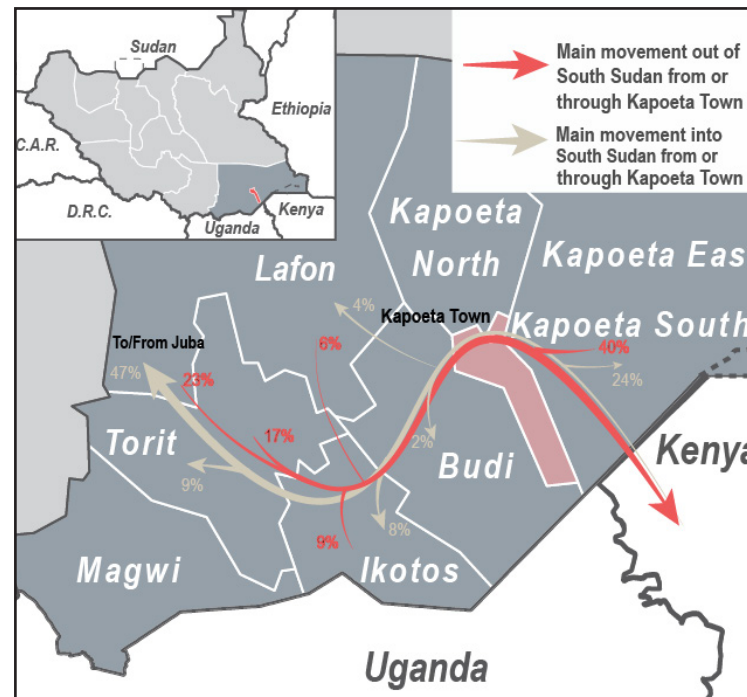 Sudan
Ethiopia
C.A.R.
D.R.C.
Uganda
Kenya
Main movement out of
South Sudan from or
through Kapoeta Town
Main movement into
South Sudan from or
through Kapoeta Town
Kapoeta
North
Kapoeta East
Lafon
4%
Kapoeta Town
Kapoeta South
To/From Juba
6%
40%
47%
23%
24%
17%
2%
Torit
Budi
Kenya
9%
8%
9%
Magwi
Ikotos
Uganda